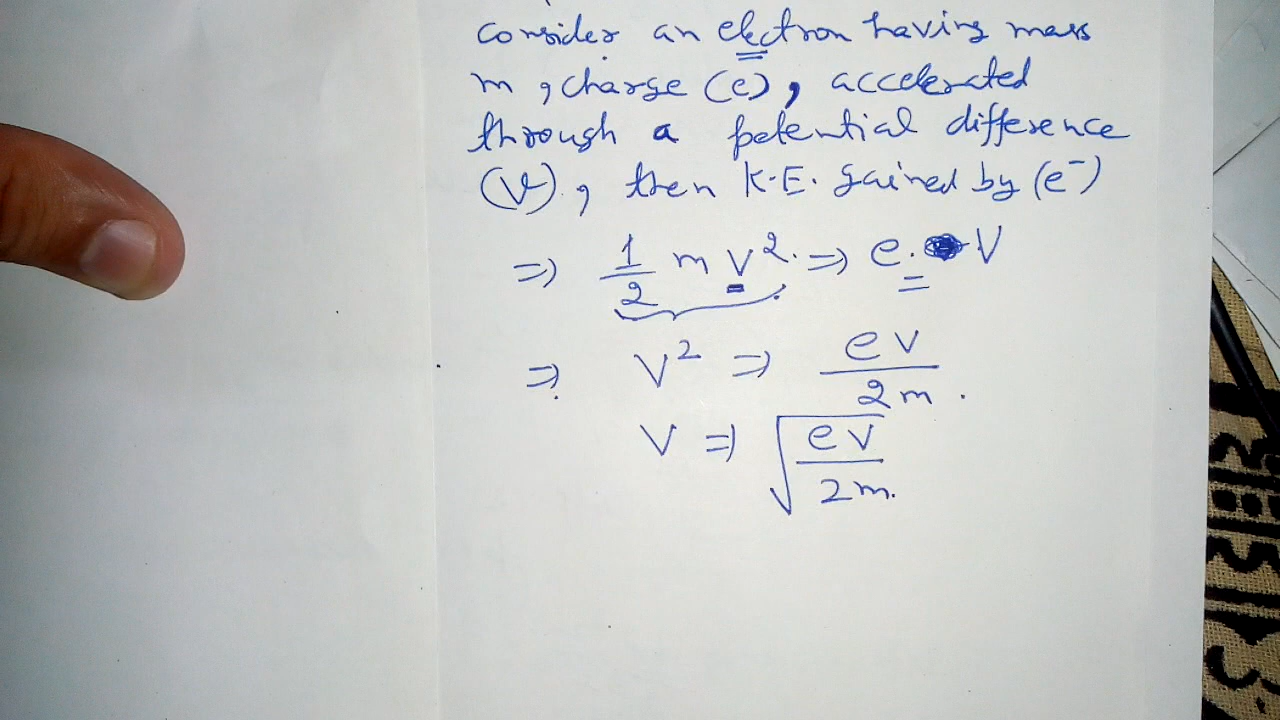 consider an electron having mass
m, charge (e), accelerated
through a potential difference
(V), then K.E. gained by (e⁻)
⇒ 1/2 m v². ⇒ e. V
⇒ V² ⇒ ev/2m.
V ⇒ √(ev/2m.)